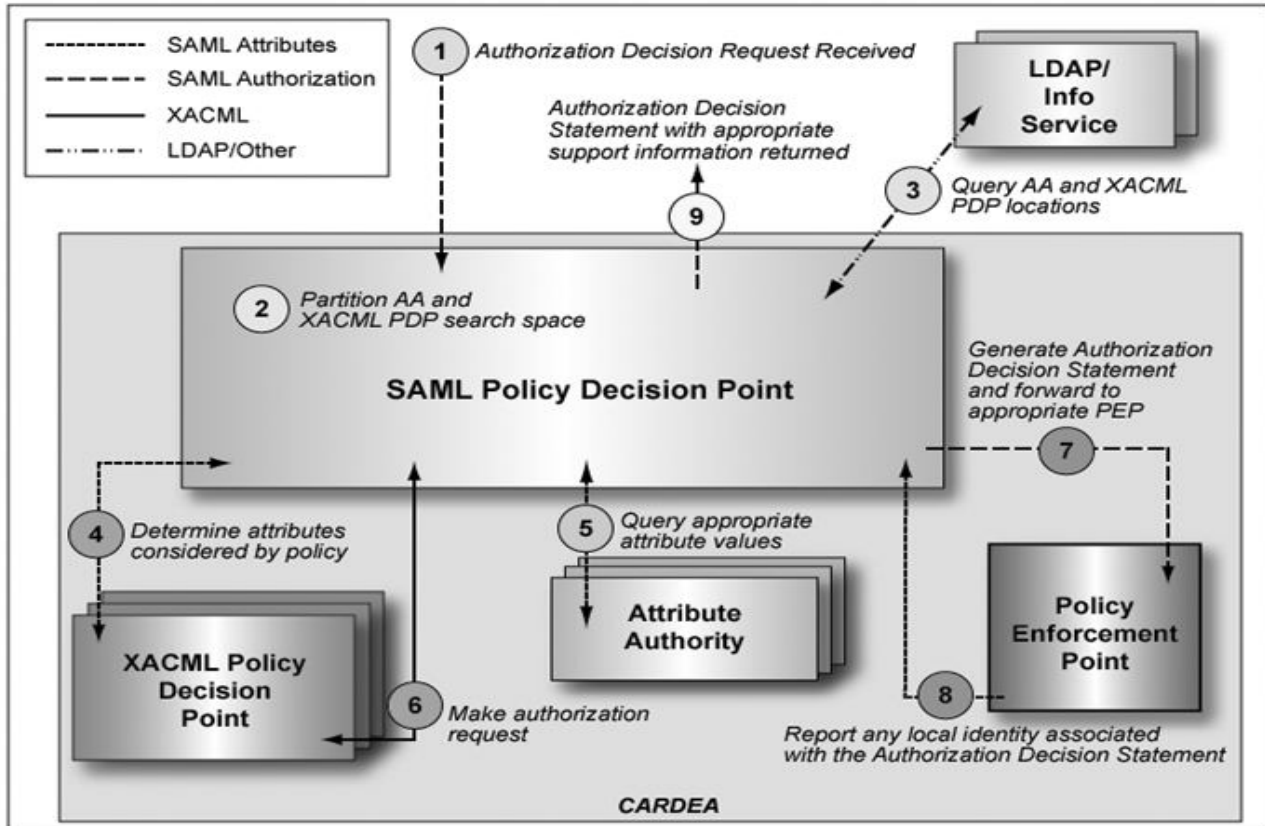 SAML Attributes
SAML Authorization
XACML
LDAP/Other
1
Authorization Decision Request Received
Authorization Decision
Statement with appropriate
support information returned
9
LDAP/
Info
Service
3
Query AA and XACML
PDP locations
2
Partition AA and
XACML PDP search space
SAML Policy Decision Point
Generate Authorization
Decision Statement
and forward to
appropriate PEP
7
4
Determine attributes
considered by policy
5
Query appropriate
attribute values
XACML Policy
Decision
Point
6
Make authorization
request
Attribute
Authority
Policy
Enforcement
Point
8
Report any local identity associated
with the Authorization Decision Statement
CARDEA